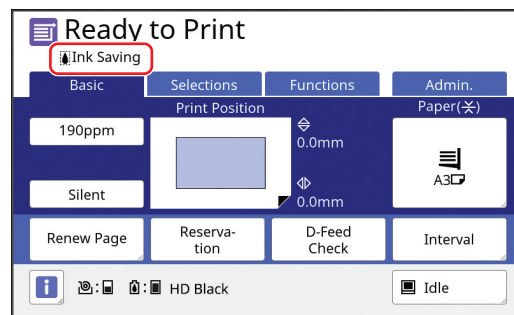 Ready to Print
Ink Saving
Basic
Selections
Functions
Admin.
Print Position
Paper(
)
190ppm
0.0mm
A3
Silent
0.0mm
Renew Page
Reserva-
tion
D-Feed
Check
Interval
i
:
:
HD Black
Idle